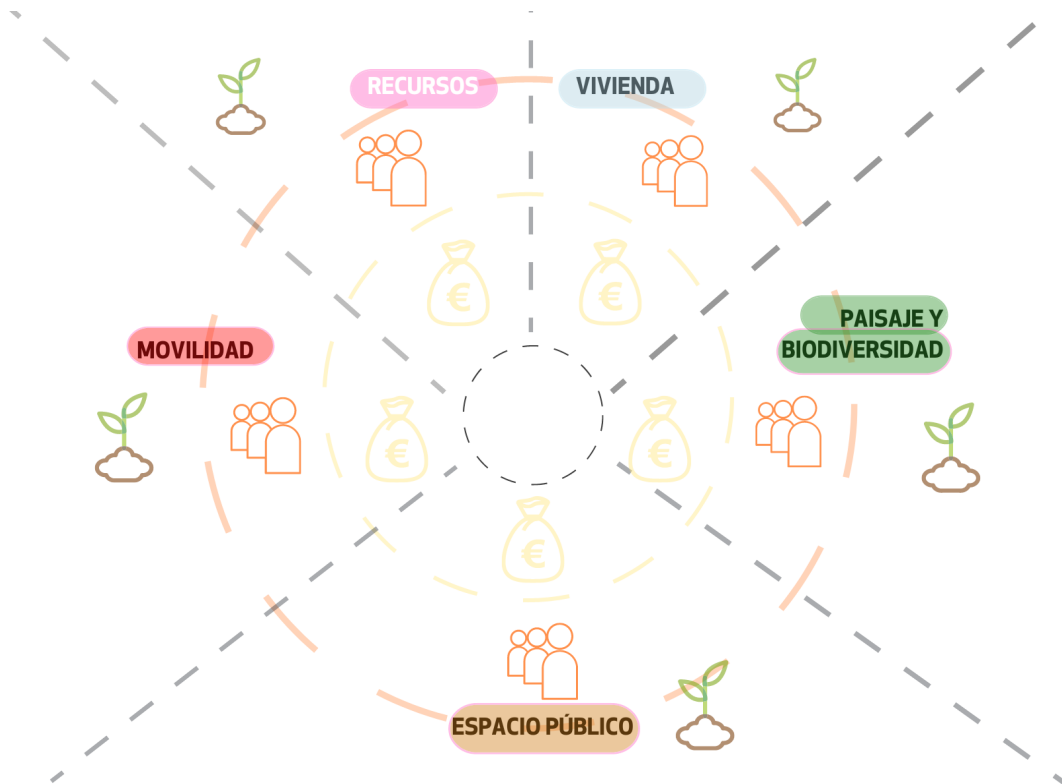 RECURSOS
VIVIENDA
€
€
PAISAJE Y
BIODIVERSIDAD
MOVILIDAD
€
€
€
ESPACIO PÚBLICO